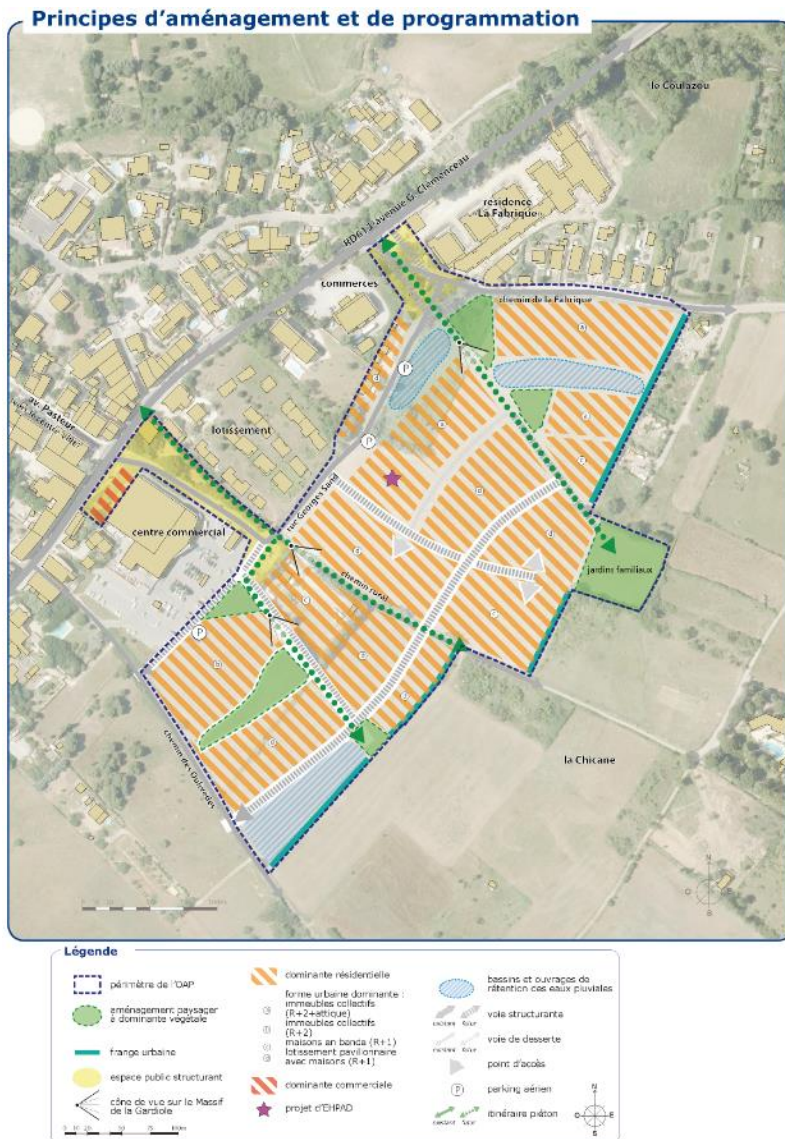 Principes d'aménagement et de programmation
le Coulazou
RD613-avenue G. Clémenceau
residence
"La Fabrique"
commerces
chemin de la Fabrique
av. Pasteur
lotissement
rue Georges Sand
centre commercial
chemin rural
jardins familiaux
P
P
P
la Chicane
chemin des
N
O
S
Légende
périmètre de l'OAP
aménagement paysager
à dominante végétale
frange urbaine
espace public structurant
cône de vue sur le Massif
de la Gardiole
dominante résidentielle
forme urbaine dominante :
immeubles collectifs
(R+2+attique)
immeubles collectifs
(R+2)
maisons en bande (R+1)
lotissement pavillonnaire
avec maisons (R+1)
dominante commerciale
projet d'EHPAD
bassins et ouvrages de
rétention des eaux pluviales
voie structurante
voie de desserte
point d'accès
P parking aérien
itinéraire piéton
N
O
E
S